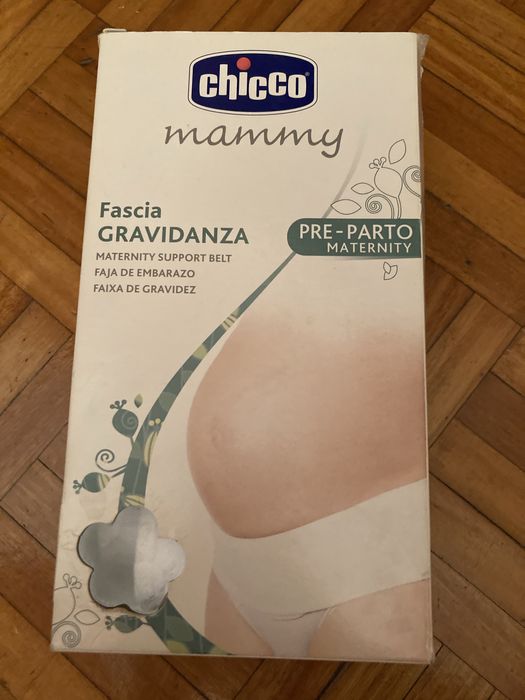 chicco
mammy
Fascia
GRAVIDANZA
MATERNITY SUPPORT BELT
FAJA DE EMBARAZO
FAIXA DE GRAVIDEZ
PRE-PARTO
MATERNITY